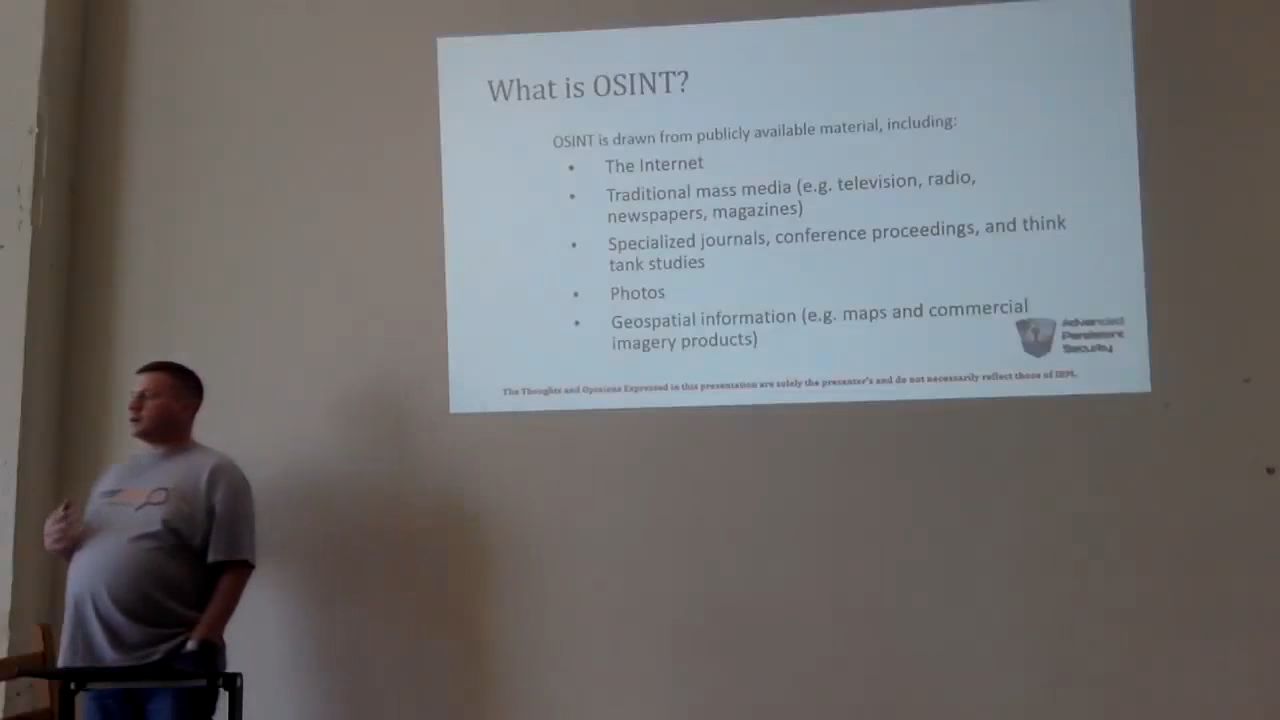 What is OSINT?
OSINT is drawn from publicly available material, including:
• The Internet
• Traditional mass media (e.g. television, radio,
newspapers, magazines)
• Specialized journals, conference proceedings, and think
tank studies
• Photos
• Geospatial information (e.g. maps and commercial
imagery products)
Advanced
Persistent
Security
The Thoughts and Opinions Expressed in this presentation are solely the presenter's and do not necessarily reflect those of IBM.